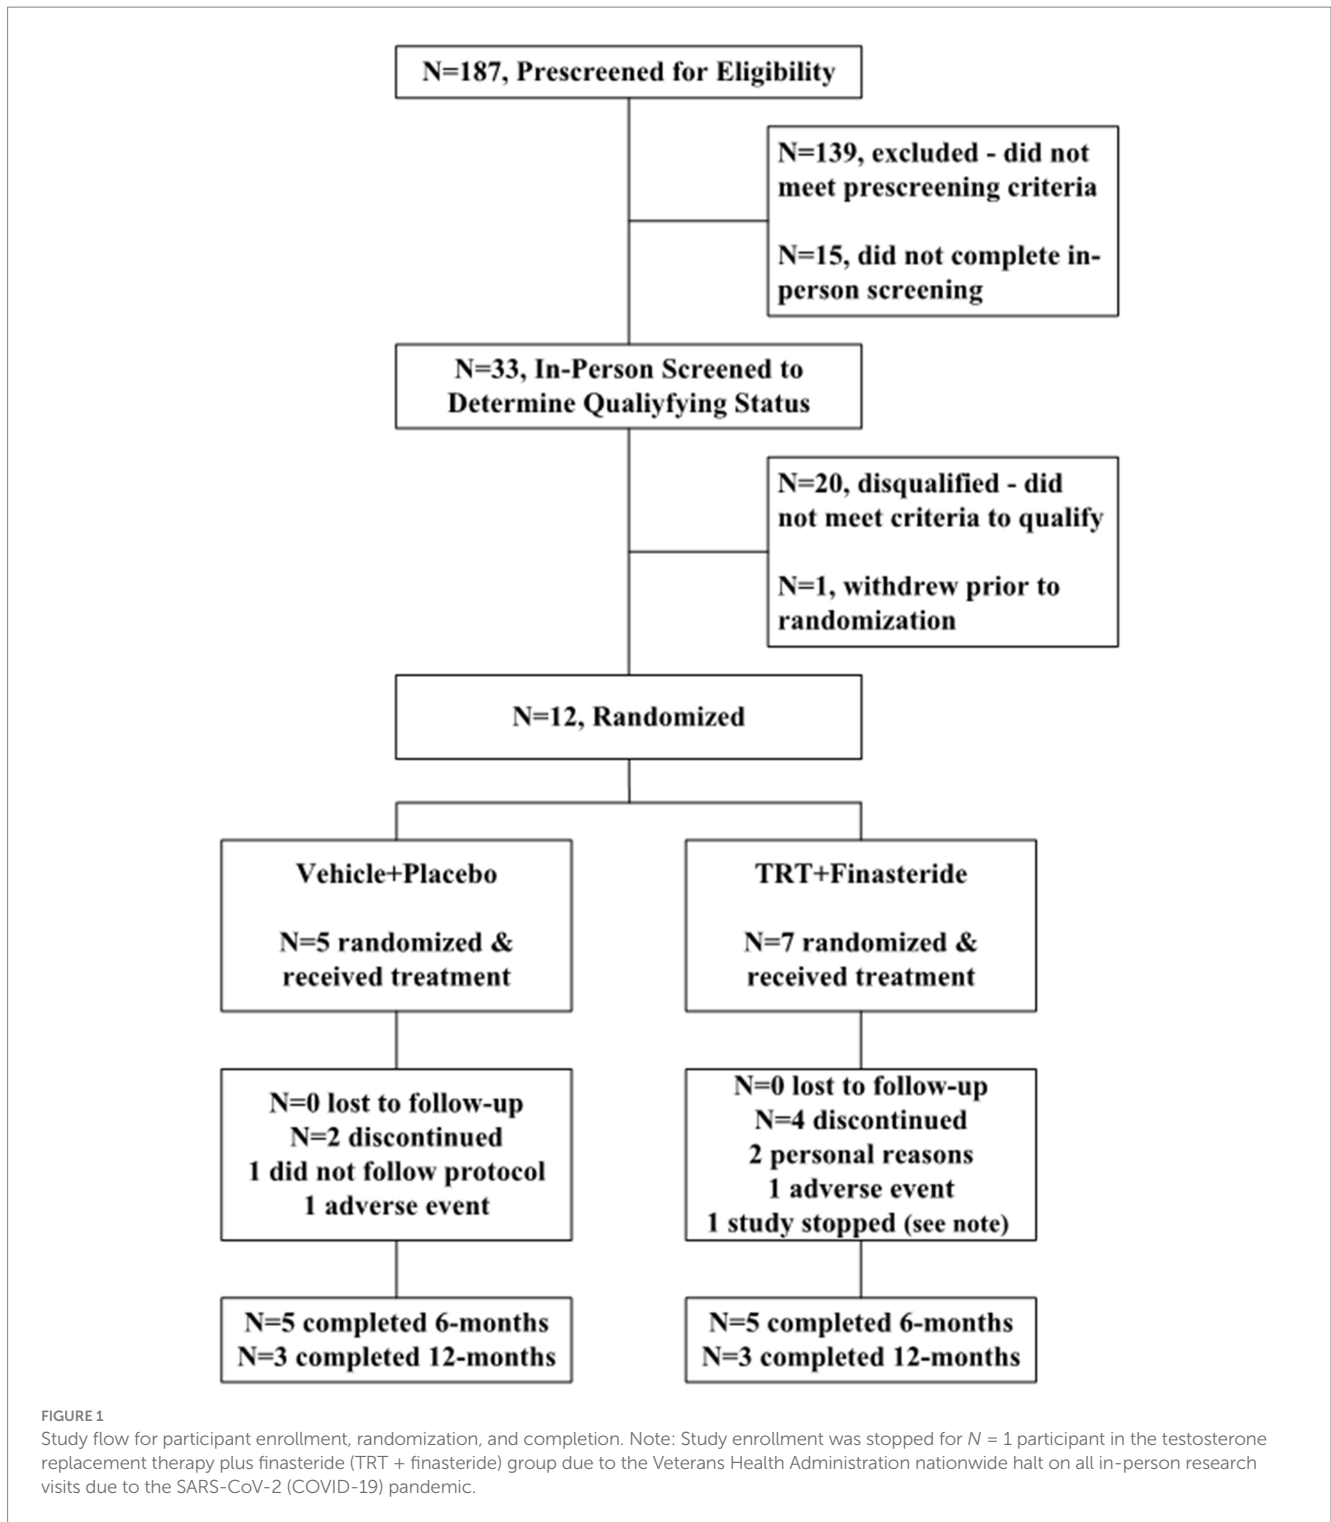 N=187, Prescreened for Eligibility
N=139, excluded - did not
meet prescreening criteria
N=15, did not complete in-
person screening
N=33, In-Person Screened to
Determine Qualiyfying Status
N=20, disqualified - did
not meet criteria to qualify
N=1, withdrew prior to
randomization
N=12, Randomized
Vehicle+Placebo
N=5 randomized &
received treatment
TRT+Finasteride
N=7 randomized &
received treatment
N=0 lost to follow-up
N=2 discontinued
1 did not follow protocol
1 adverse event
N=0 lost to follow-up
N=4 discontinued
2 personal reasons
1 adverse event
1 study stopped (see note)
N=5 completed 6-months
N=3 completed 12-months
N=5 completed 6-months
N=3 completed 12-months
FIGURE 1
Study flow for participant enrollment, randomization, and completion. Note: Study enrollment was stopped for N = 1 participant in the testosterone
replacement therapy plus finasteride (TRT + finasteride) group due to the Veterans Health Administration nationwide halt on all in-person research
visits due to the SARS-CoV-2 (COVID-19) pandemic.